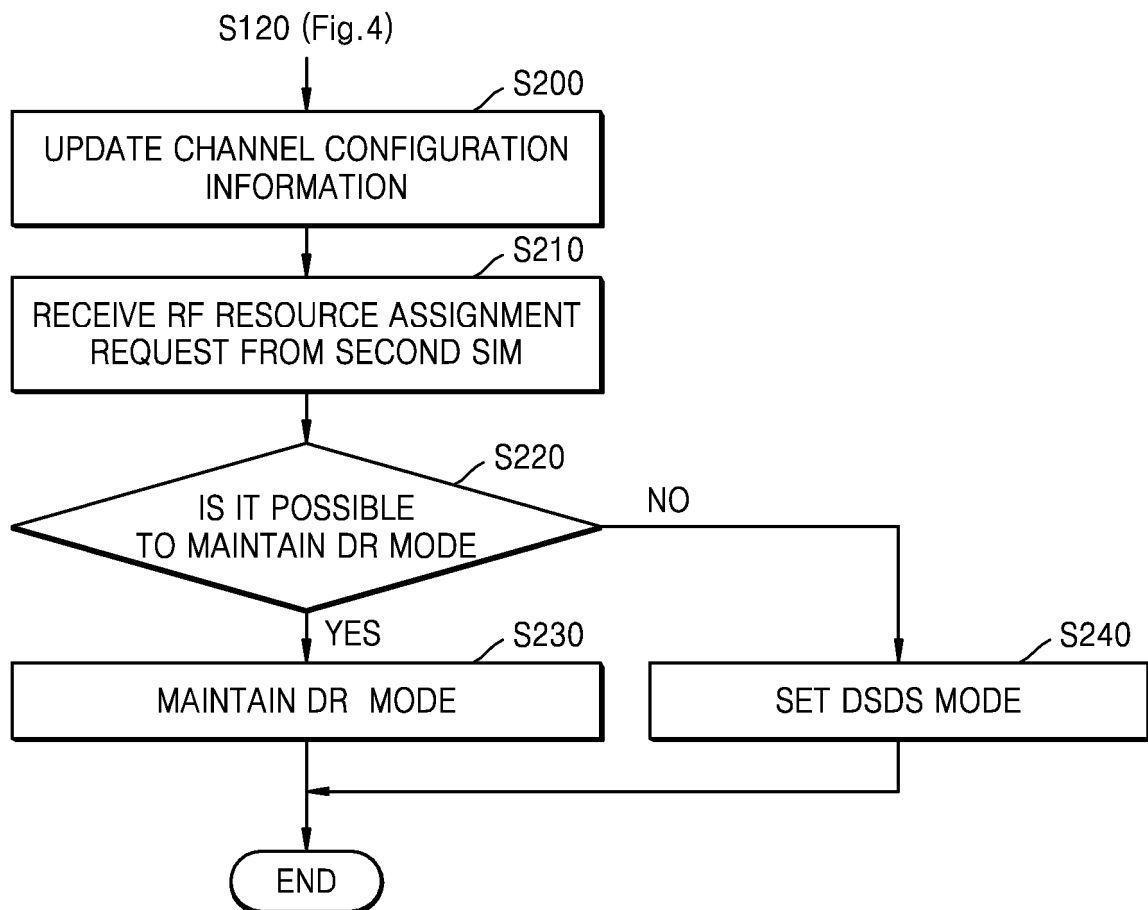 S120 (Fig.4)
S200
UPDATE CHANNEL CONFIGURATION
INFORMATION
S210
RECEIVE RF RESOURCE ASSIGNMENT
REQUEST FROM SECOND SIM
S220
IS IT POSSIBLE
TO MAINTAIN DR MODE
NO
YES
S230
MAINTAIN DR MODE
S240
SET DSDS MODE
END